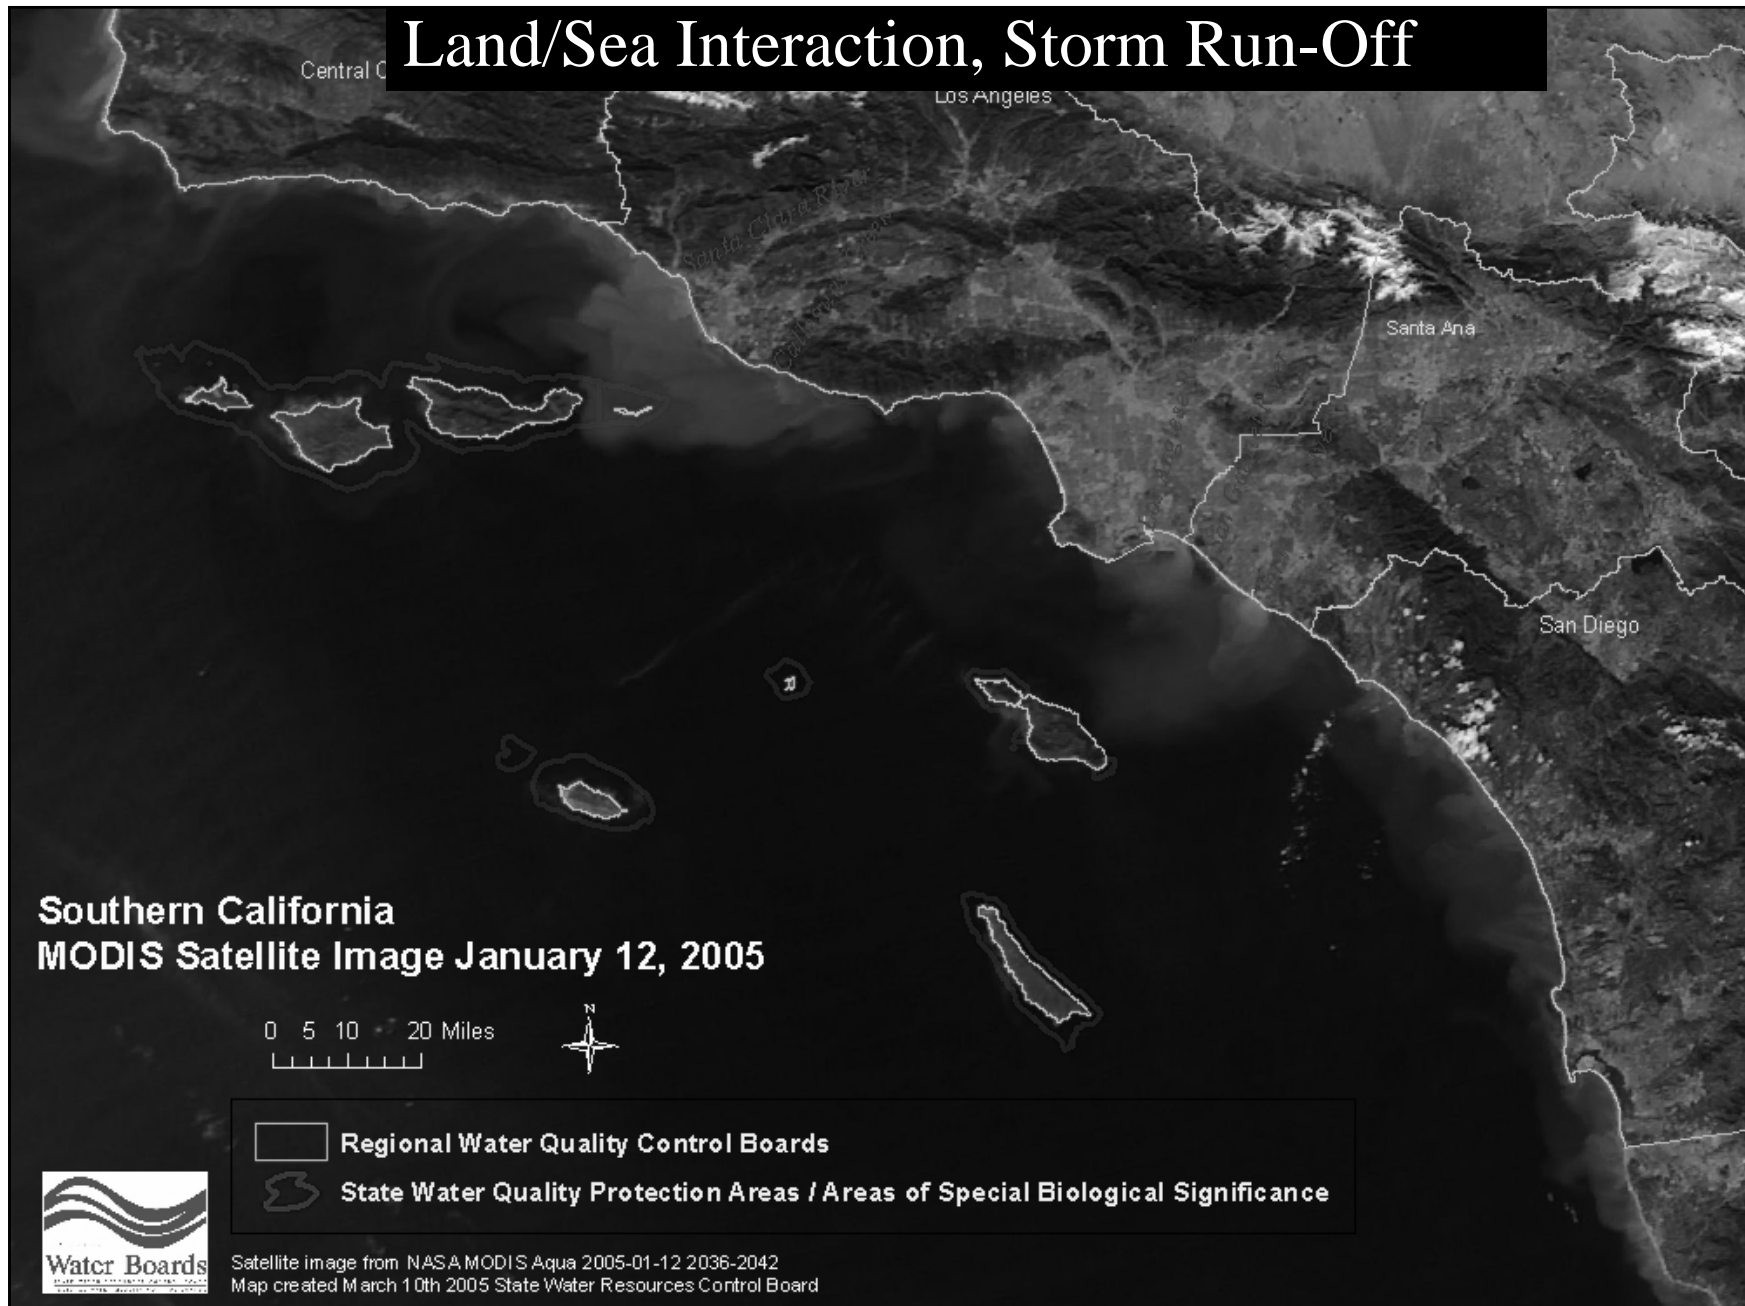 Land/Sea Interaction, Storm Run-Off
Central C
Los Angeles
Santa Clara River
Santa Ana
San Diego
Southern California
MODIS Satellite Image January 12, 2005
0 5 10 20 Miles
N
Regional Water Quality Control Boards
State Water Quality Protection Areas / Areas of Special Biological Significance
Water Boards
Satellite image from NASA MODIS Aqua 2005-01-12 2036-2042
Map created March 10th 2005 State Water Resources Control Board